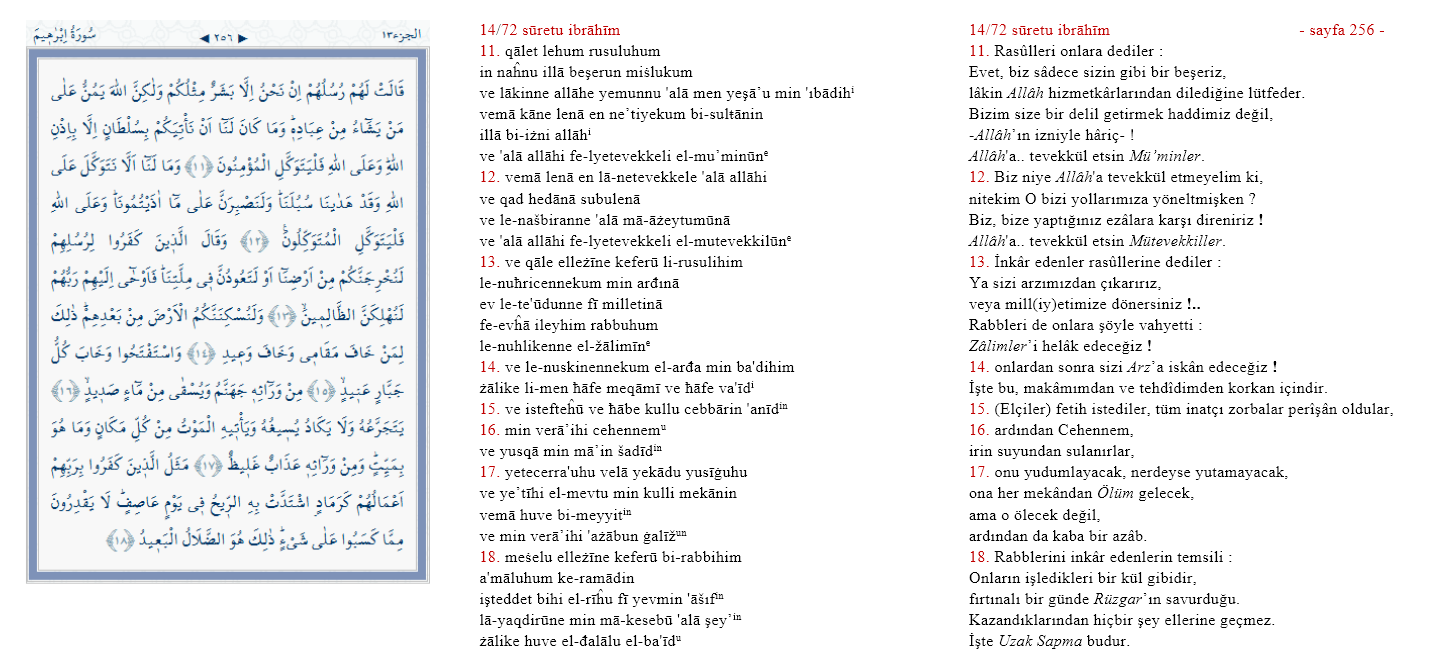 الجزء١٣
٢٥٦
سُورَةُ اِبْرٰه۪يمَ
قَالَتْ لَهُمْ رُسُلُهُمْ اِنْ نَحْنُ اِلَّا بَشَرٌ مِثْلُكُمْ وَلٰكِنَّ اللّٰهَ يَمُنُّ عَلٰى
مَنْ يَشَٓاءُ مِنْ عِبَادِه۪ۜ وَمَا كَانَ لَنَٓا اَنْ نَأْتِيَكُمْ بِسُلْطَانٍ اِلَّا بِاِذْنِ
اللّٰهِۜ وَعَلَى اللّٰهِ فَلْيَتَوَكَّلِ الْمُؤْمِنُونَ ﴿١١﴾ وَمَا لَنَٓا اَلَّا نَتَوَكَّلَ عَلَى
اللّٰهِ وَقَدْ هَدٰينَا سُبُلَنَاۜ وَلَنَصْبِرَنَّ عَلٰى مَٓا اٰذَيْتُمُونَاۜ وَعَلَى اللّٰهِ
فَلْيَتَوَكَّلِ الْمُتَوَكِّلُونَ۟ ﴿١٢﴾ وَقَالَ الَّذ۪ينَ كَفَرُوا لِرُسُلِهِمْ
لَنُخْرِجَنَّكُمْ مِنْ اَرْضِنَٓا اَوْ لَتَعُودُنَّ ف۪ي مِلَّتِنَاۜ فَاَوْحٰٓى اِلَيْهِمْ رَبُّهُمْ
لَنُهْلِكَنَّ الظَّالِم۪ينَۙ ﴿١٣﴾ وَلَنُسْكِنَنَّكُمُ الْاَرْضَ مِنْ بَعْدِهِمْۜ ذٰلِكَ
لِمَنْ خَافَ مَقَام۪ي وَخَافَ وَع۪يدِ ﴿١٤﴾ وَاسْتَفْتَحُوا وَخَابَ كُلُّ
جَبَّارٍ عَن۪يدٍۙ ﴿١٥﴾ مِنْ وَرَٓائِه۪ جَهَنَّمُ وَيُسْقٰى مِنْ مَٓاءٍ صَد۪يدٍۙ ﴿١٦﴾
يَتَجَرَّعُهُ وَلَا يَكَادُ يُس۪يغُهُ وَيَأْت۪يهِ الْمَوْتُ مِنْ كُلِّ مَكَانٍ وَمَا هُوَ
بِمَيِّتٍۜ وَمِنْ وَرَٓائِه۪ عَذَابٌ غَل۪يظٌ ﴿١٧﴾ مَثَلُ الَّذ۪ينَ كَفَرُوا بِرَبِّهِمْ
اَعْمَالُهُمْ كَرَمَادٍۨ اشْتَدَّتْ بِهِ الرّ۪يحُ ف۪ي يَوْمٍ عَاصِفٍۜ لَا يَقْدِرُونَ
مِمَّا كَسَبُوا عَلٰى شَيْءٍۜ ذٰلِكَ هُوَ الضَّلَالُ الْبَع۪يدُ ﴿١٨﴾
14/72 sūretu ibrāhīm
11. qālet lehum rusuluhum
in naĥnu illā beşerun miṡlukum
ve lākinne allāhe yemunnu 'alā men yeşā’u min 'ıbādihⁱ
vemā kāne lenā en ne’tiyekum bi-sulŧānin
illā bi-iżni allāhⁱ
ve 'alā allāhi fe-lyetevekkeli el-mu’minūnᵉ
12. vemā lenā en lā-netevekkele 'alā allāhi
ve qad hedānā subulenā
ve le-našbiranne 'alā mā-āżeytumūnā
ve 'alā allāhi fe-lyetevekkeli el-mutevekkilūnᵉ
13. ve qāle elleżīne keferū li-rusulihim
le-nuħricennekum min arđınā
ev le-te'ūdunne fī milletinā
fe-evĥā ileyhim rabbuhum
le-nuhlikenne el-žālimīnᵉ
14. ve le-nuskinennekum el-arđa min ba'dihim
żālike li-men ħāfe meqāmī ve ħāfe va'īdⁱ
15. ve istefteĥū ve ħābe kullu cebbārin 'anīdⁱⁿ
16. min verā’ihi cehennemᵘ
ve yusqā min mā’in šadīdⁱⁿ
17. yetecerra'uhu velā yekādu yusīġuhu
ve ye’tīhi el-mevtu min kulli mekānin
vemā huve bi-meyyitⁱⁿ
ve min verā’ihi 'ażābun ġalīžᵘⁿ
18. meṡelu elleżīne keferū bi-rabbihim
a'māluhum ke-ramādin
işteddet bihi el-rīĥu fī yevmin 'āšıfⁱⁿ
lā-yaqdirūne min mā-kesebū 'alā şey’ⁱⁿ
żālike huve el-đalālu el-ba'īdᵘ
14/72 sūretu ibrāhīm - sayfa 256 -
11. Rasûlleri onlara dediler :
Evet, biz sâdece sizin gibi bir beşeriz,
lâkin Allâh hizmetkârlarından dilediğine lütfeder.
Bizim size bir delil getirmek haddimiz değil,
-Allâh’ın izniyle hâriç- !
Allâh'a.. tevekkül etsin Mü’minler.
12. Biz niye Allâh'a tevekkül etmeyelim ki,
nitekim O bizi yollarımıza yöneltmişken ?
Biz, bize yaptığınız ezâlara karşı direniriz !
Allâh'a.. tevekkül etsin Mütevekkiller.
13. İnkâr edenler rasûllerine dediler :
Ya sizi arzımızdan çıkarırız,
veya mill(iy)etimize dönersiniz !..
Rabbleri de onlara şöyle vahyetti :
Zâlimler’i helâk edeceğiz !
14. onlardan sonra sizi Arz’a iskân edeceğiz !
İşte bu, makâmımdan ve tehdîdimden korkan içindir.
15. (Elçiler) fetih istediler, tüm inatçı zorbalar perîşân oldular,
16. ardından Cehennem,
irin suyundan sulanırlar,
17. onu yudumlayacak, nerdeyse yutamayacak,
ona her mekândan Ölüm gelecek,
ama o ölecek değil,
ardından da kaba bir azâb.
18. Rabblerini inkâr edenlerin temsili :
Onların işledikleri bir kül gibidir,
fırtınalı bir günde Rüzgar’ın savurduğu.
Kazandıklarından hiçbir şey ellerine geçmez.
İşte Uzak Sapma budur.